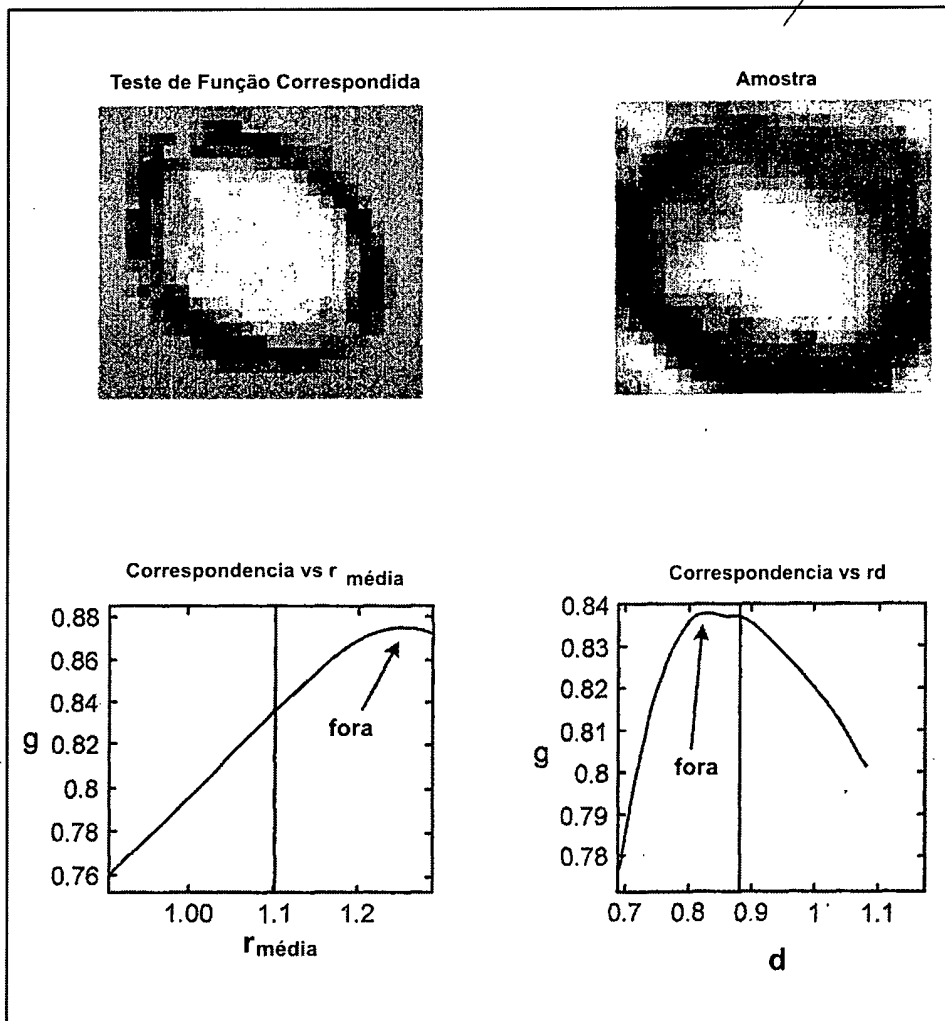 Teste de Função Correspondida
Amostra
Correspondencia vs r média
0.88
0.86
0.84
0.82
0.8
0.78
0.76
g
fora
1.00
1.1
1.2
r média
Correspondencia vs rd
0.84
0.83
0.82
0.81
0.8
0.79
0.78
g
fora
0.7
0.8
0.9
1
1.1
d